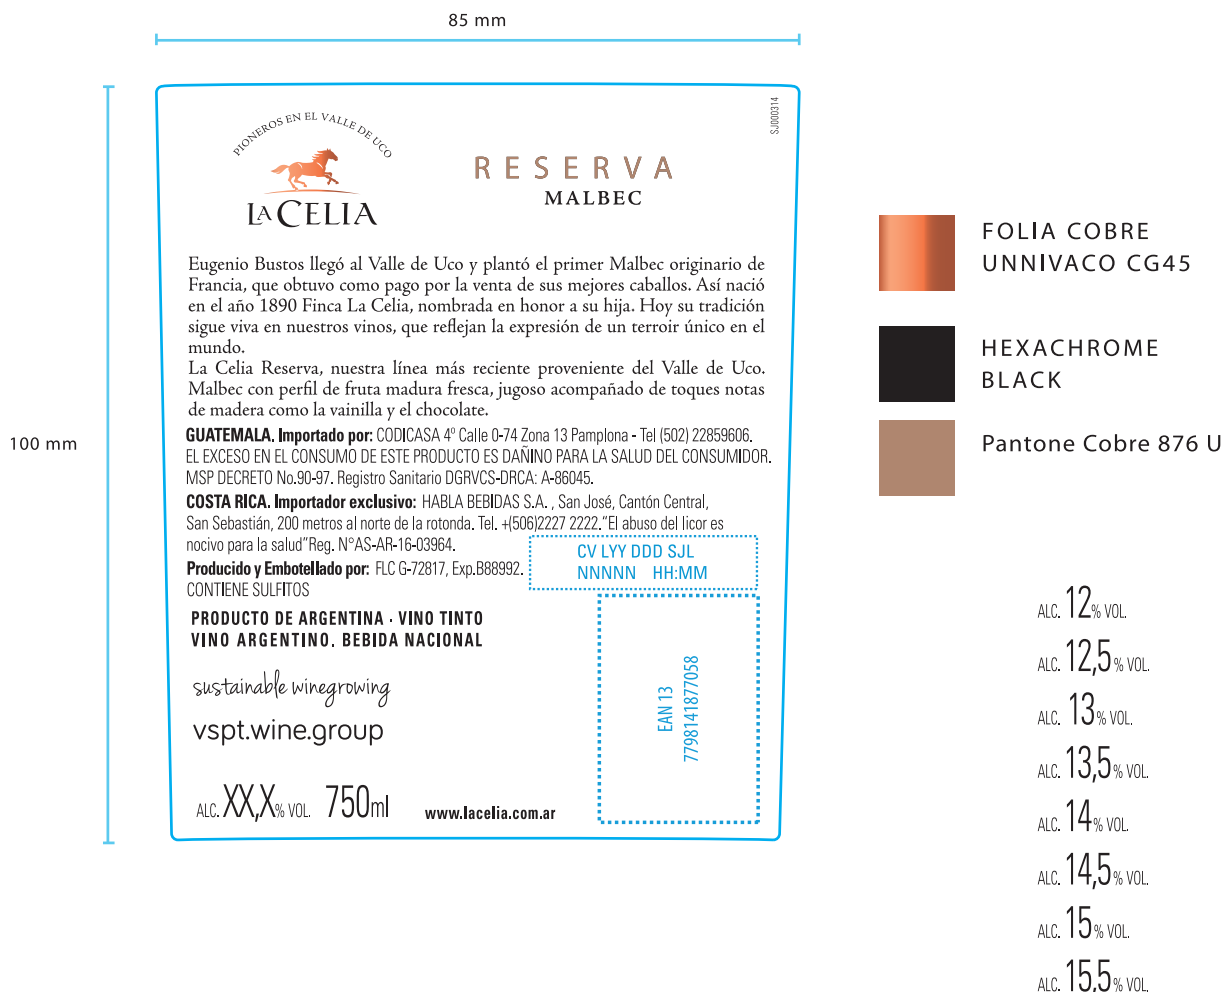 85 mm
100 mm
SJ000314
PIONEROS EN EL VALLE DE UCO
LA CELIA
RESERVA
MALBEC
Eugenio Bustos llegó al Valle de Uco y plantó el primer Malbec originario de
Francia, que obtuvo como pago por la venta de sus mejores caballos. Así nació
en el año 1890 Finca La Celia, nombrada en honor a su hija. Hoy su tradición
sigue viva en nuestros vinos, que reflejan la expresión de un terroir único en el
mundo.
La Celia Reserva, nuestra línea más reciente proveniente del Valle de Uco.
Malbec con perfil de fruta madura fresca, jugoso acompañado de toques notas
de madera como la vainilla y el chocolate.
GUATEMALA. Importado por: CODICASA 4º Calle 0-74 Zona 13 Pamplona - Tel (502) 22859606.
EL EXCESO EN EL CONSUMO DE ESTE PRODUCTO ES DAÑINO PARA LA SALUD DEL CONSUMIDOR.
MSP DECRETO No.90-97. Registro Sanitario DGRVCS-DRCA: A-86045.
COSTA RICA. Importador exclusivo: HABLA BEBIDAS S.A. , San José, Cantón Central,
San Sebastián, 200 metros al norte de la rotonda. Tel. +(506)2227 2222.“El abuso del licor es
nocivo para la salud”Reg. N°AS-AR-16-03964.
Producido y Embotellado por: FLC G-72817, Exp.B88992.
CONTIENE SULFITOS
CV LYY DDD SJL
NNNNN HH:MM
PRODUCTO DE ARGENTINA · VINO TINTO
VINO ARGENTINO. BEBIDA NACIONAL
sustainable winegrowing
vspt.wine.group
ALC. XX,X% VOL. 750ml
www.lacelia.com.ar
EAN 13
7798141877058
FOLIA COBRE
UNNIVACO CG45
HEXACHROME
BLACK
Pantone Cobre 876 U
ALC. 12% VOL.
ALC. 12,5% VOL.
ALC. 13% VOL.
ALC. 13,5% VOL.
ALC. 14% VOL.
ALC. 14,5% VOL.
ALC. 15% VOL.
ALC. 15,5% VOL.